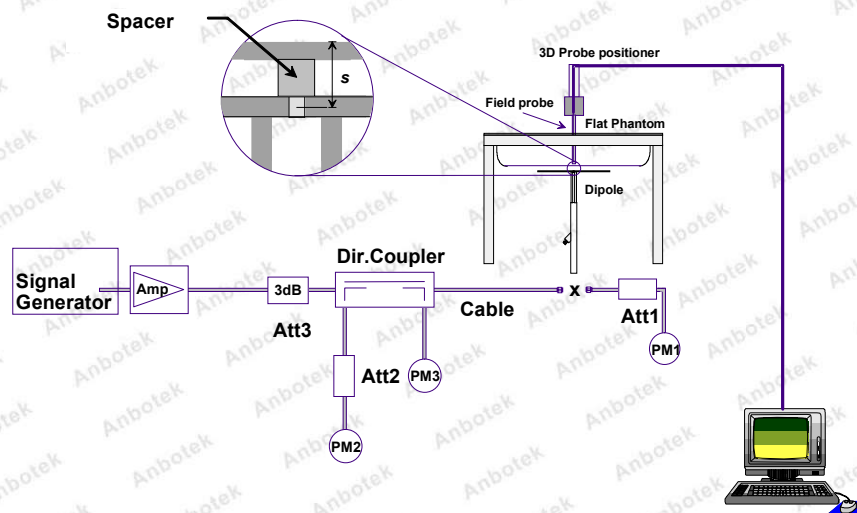 Spacer
s
3D Probe positioner
Field probe
Flat Phantom
Dipole
Signal
Generator
Amp
3dB
Att3
Dir.Coupler
Cable
x
Att1
PM1
Att2
PM3
PM2
Anbotek